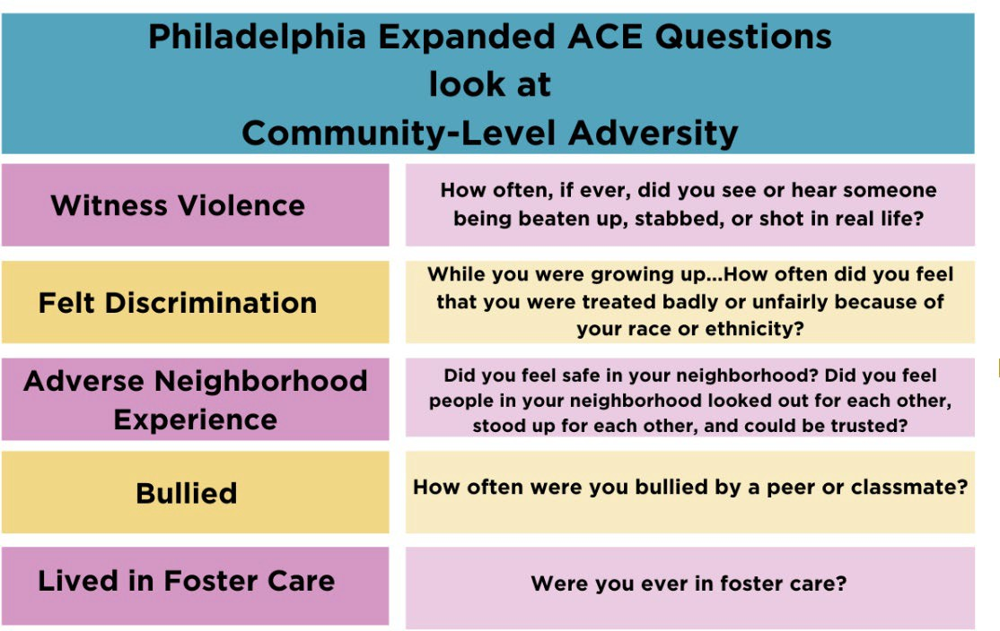 Philadelphia Expanded ACE Questions
look at
Community-Level Adversity
Witness Violence
How often, if ever, did you see or hear someone
being beaten up, stabbed, or shot in real life?
Felt Discrimination
While you were growing up...How often did you feel
that you were treated badly or unfairly because of
your race or ethnicity?
Adverse Neighborhood
Experience
Did you feel safe in your neighborhood? Did you feel
people in your neighborhood looked out for each other,
stood up for each other, and could be trusted?
Bullied
How often were you bullied by a peer or classmate?
Lived in Foster Care
Were you ever in foster care?